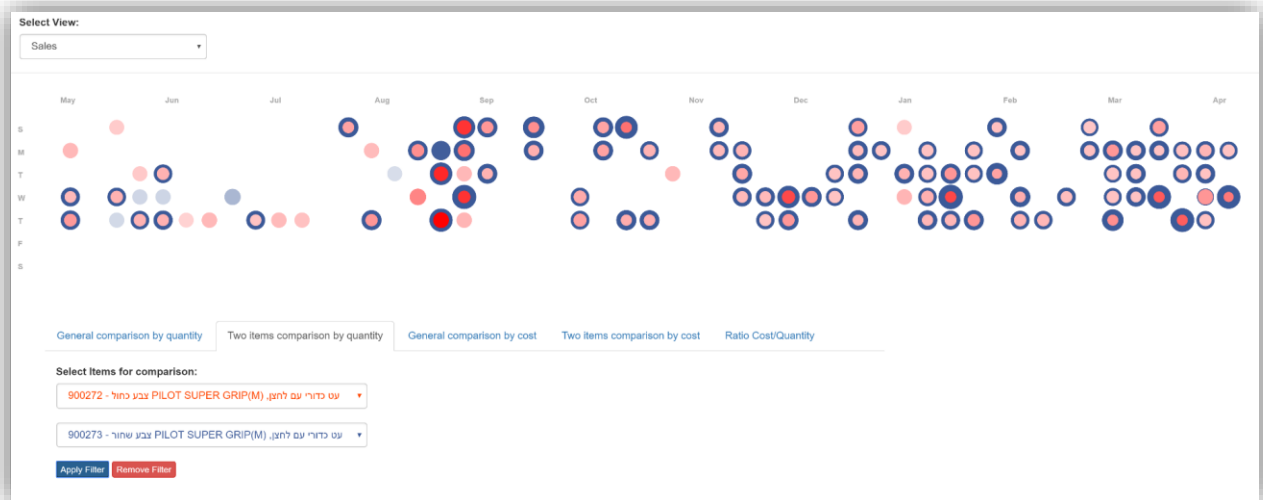 Select View:
Sales
May Jun Jul Aug Sep Oct Nov Dec Jan Feb Mar Apr
S
M
T
W
T
F
S
General comparison by quantity Two items comparison by quantity General comparison by cost Two items comparison by cost Ratio Cost/Quantity
Select Items for comparison:
עט כדורי עם לחצן, PILOT SUPER GRIP(M) צבע כחול - 900272
עט כדורי עם לחצן, PILOT SUPER GRIP(M) צבע שחור - 900273
Apply Filter Remove Filter